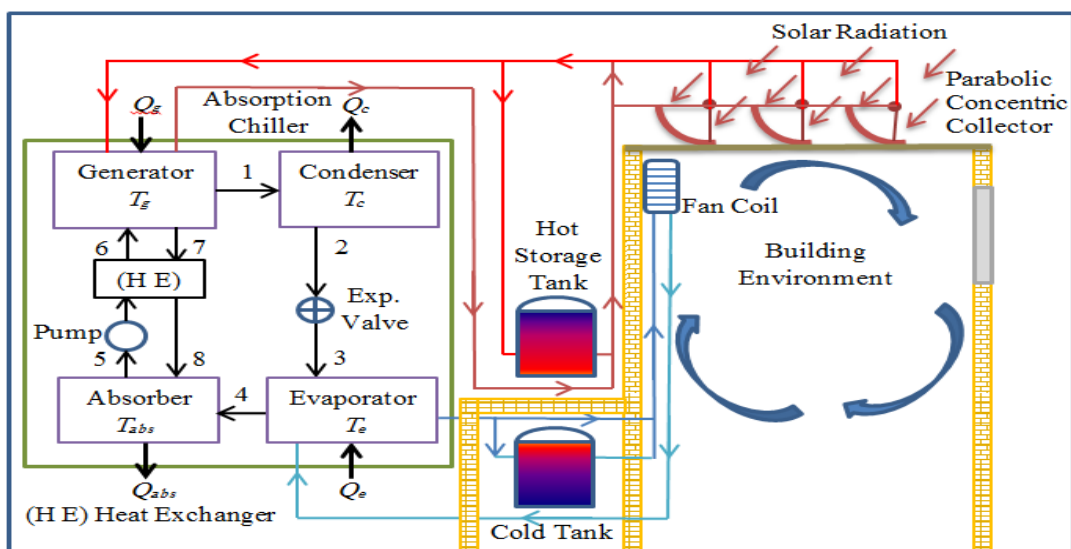 Solar Radiation
Parabolic
Concentric
Collector
Absorption
Chiller
Qg
Qc
Generator
Tg
1
Condenser
Tc
Fan Coil
6
7
2
Hot
Storage
Tank
Building
Environment
(H E)
Exp.
Valve
Pump
5
8
3
Absorber
Tabs
4
Evaporator
Te
Qabs
Qe
(H E) Heat Exchanger
Cold Tank